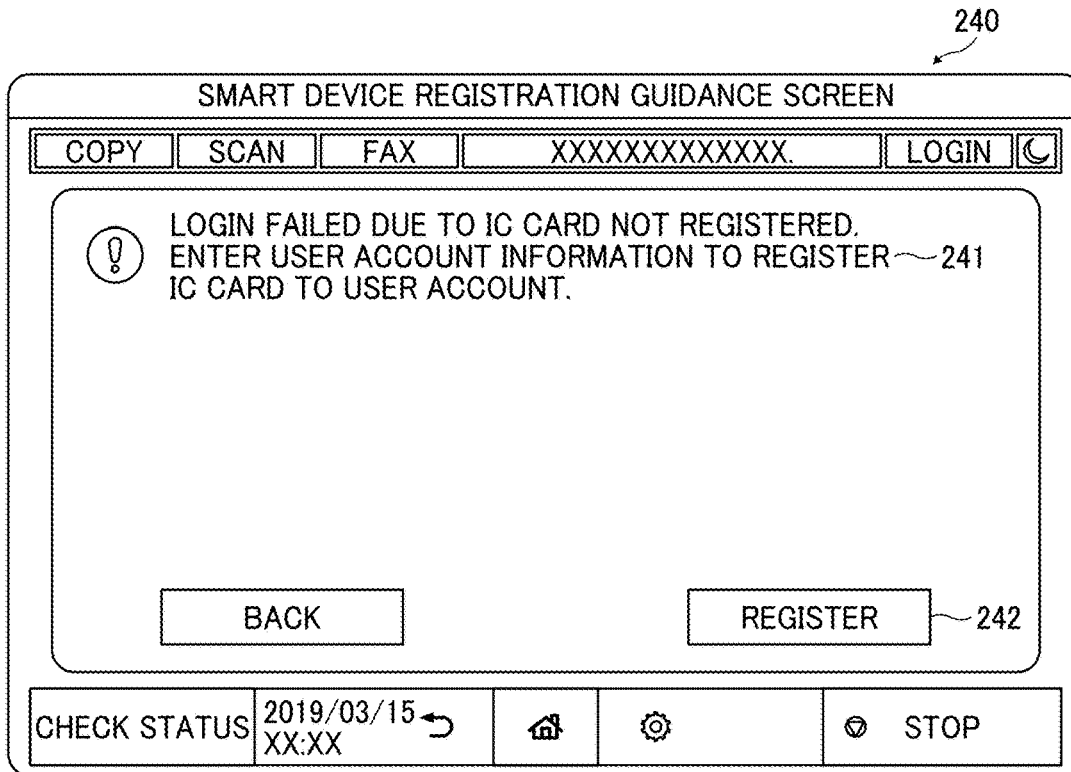 240
SMART DEVICE REGISTRATION GUIDANCE SCREEN
COPY SCAN FAX XXXXXXXXXXXXX. LOGIN
LOGIN FAILED DUE TO IC CARD NOT REGISTERED.
ENTER USER ACCOUNT INFORMATION TO REGISTER 241
IC CARD TO USER ACCOUNT.
BACK REGISTER 242
CHECK STATUS 2019/03/15 STOP
XX:XX